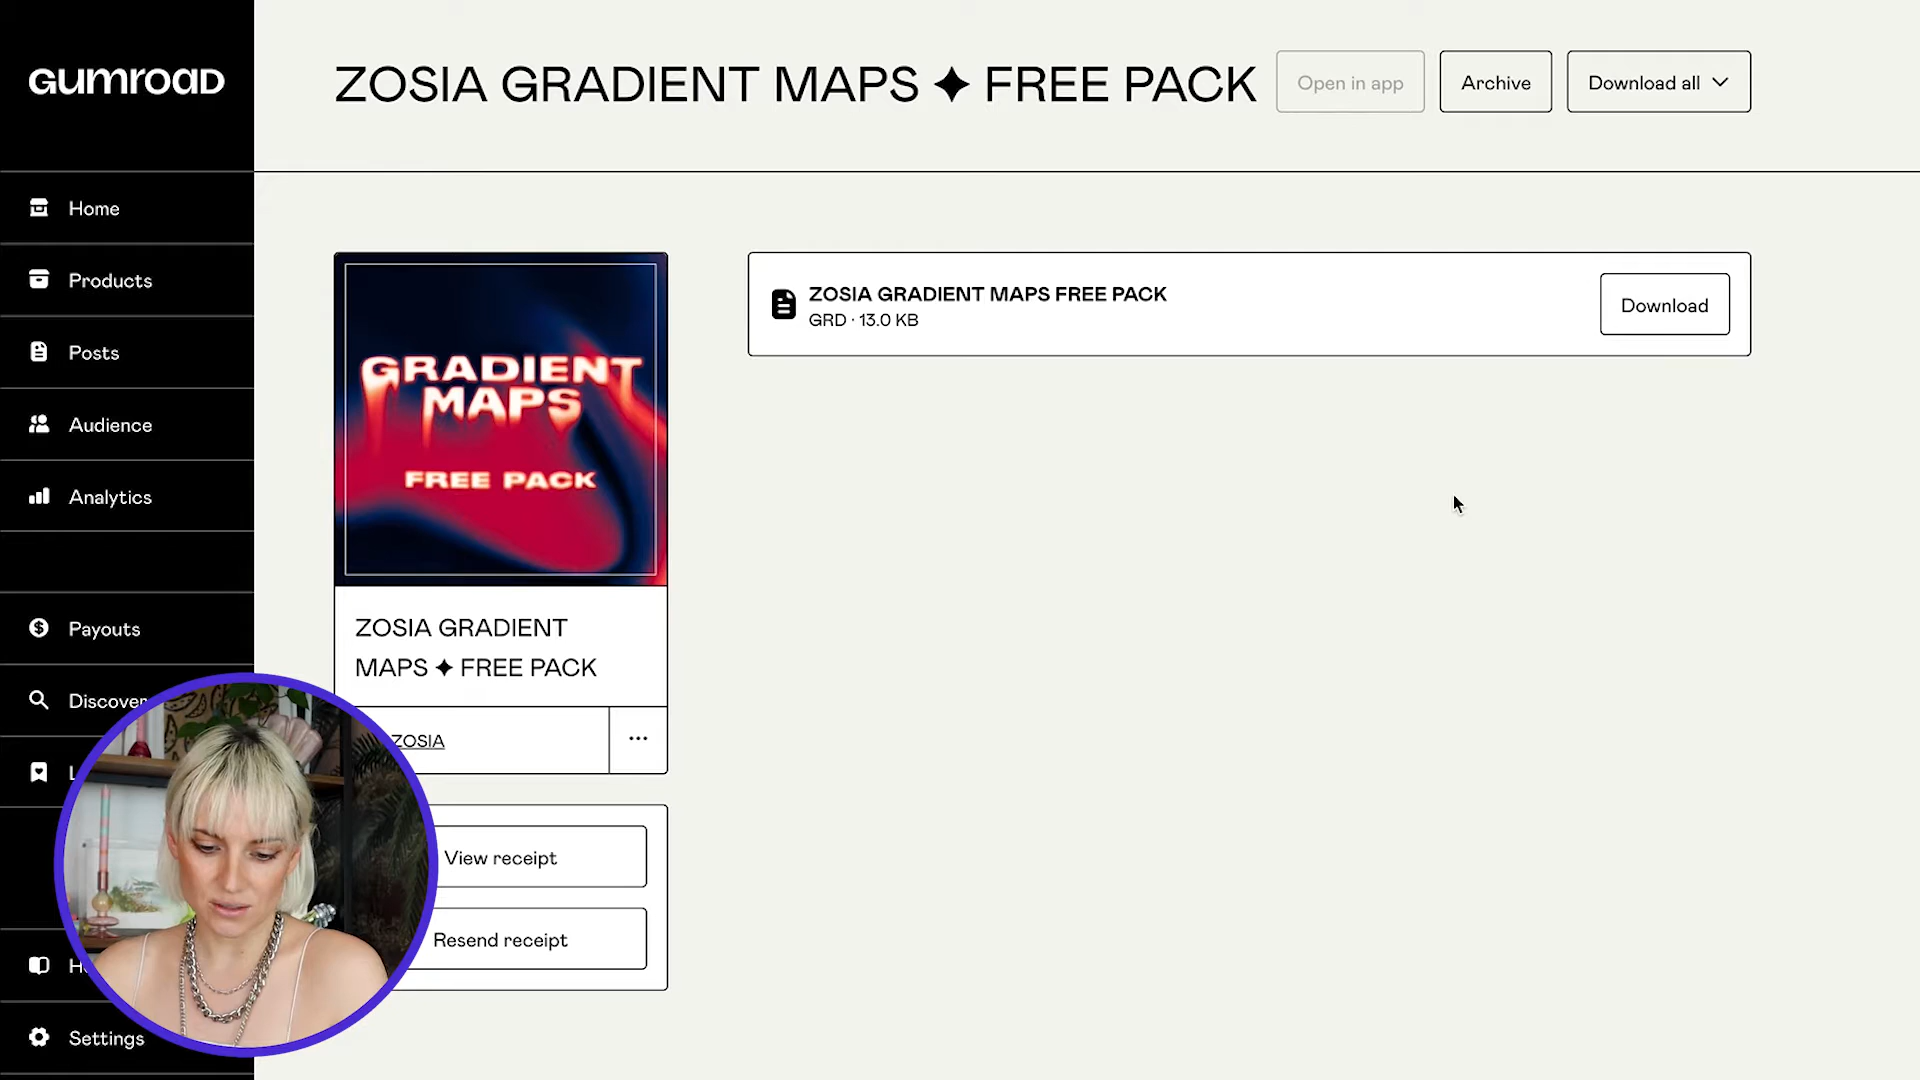 GUMROAD
ZOSIA GRADIENT MAPS ✦ FREE PACK
Open in app
Archive
Download all
Home
Products
Posts
Audience
Analytics
Payouts
Discover
Settings
GRADIENT
MAPS
FREE PACK
ZOSIA GRADIENT
MAPS ✦ FREE PACK
ZOSIA
...
View receipt
Resend receipt
ZOSIA GRADIENT MAPS FREE PACK
GRD · 13.0 KB
Download